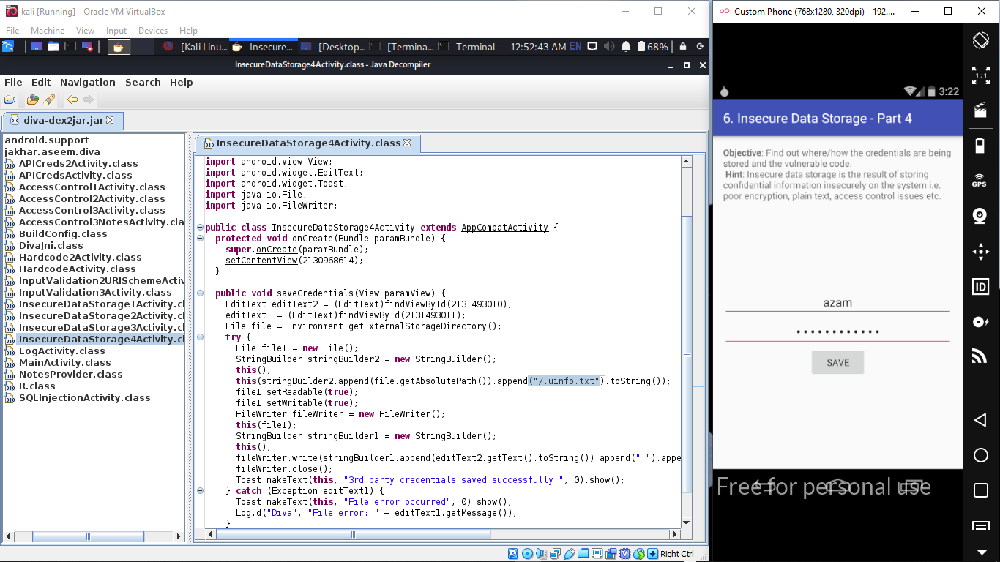 kali [Running] - Oracle VM VirtualBox
File Machine View Input Devices Help
[Kali Linu... Insecure... [Desktop... [Termina... Terminal - 12:52:43 AM EN 68%
InsecureDataStorage4Activity.class - Java Decompiler
File Edit Navigation Search Help
diva-dex2jar.jar
android.support
jakhar.aseem.diva
APICreds2Activity.class
APICredsActivity.class
AccessControl1Activity.class
AccessControl2Activity.class
AccessControl3Activity.class
AccessControl3NotesActivity.cla
BuildConfig.class
DivaJni.class
Hardcode2Activity.class
HardcodeActivity.class
InputValidation2URISchemeActiv
InputValidation3Activity.class
InsecureDataStorage1Activity.cl
InsecureDataStorage2Activity.cl
InsecureDataStorage3Activity.cl
InsecureDataStorage4Activity.cl
LogActivity.class
MainActivity.class
NotesProvider.class
R.class
SQLInjectionActivity.class
InsecureDataStorage4Activity.class
import android.view.View;
import android.widget.EditText;
import android.widget.Toast;
import java.io.File;
import java.io.FileWriter;
public class InsecureDataStorage4Activity extends AppCompatActivity {
protected void onCreate(Bundle paramBundle) {
super.onCreate(paramBundle);
setContentView(2130968614);
}
public void saveCredentials(View paramView) {
EditText editText2 = (EditText)findViewById(2131493010);
editText1 = (EditText)findViewById(2131493011);
File file = Environment.getExternalStorageDirectory();
try {
File file1 = new File();
StringBuilder stringBuilder2 = new StringBuilder();
this();
this(stringBuilder2.append(file.getAbsolutePath()).append("/.uinfo.txt").toString());
file1.setReadable(true);
file1.setWritable(true);
FileWriter fileWriter = new FileWriter();
this(file1);
StringBuilder stringBuilder1 = new StringBuilder();
this();
fileWriter.write(stringBuilder1.append(editText2.getText().toString()).append(":").appe
fileWriter.close();
Toast.makeText(this, "3rd party credentials saved successfully!", 0).show();
} catch (Exception editText1) {
Toast.makeText(this, "File error occurred", 0).show();
Log.d("Diva", "File error: " + editText1.getMessage());
}
Right Ctrl
Custom Phone (768x1280, 320dpi) - 192....
3:22
6. Insecure Data Storage - Part 4
Objective: Find out where/how the credentials are being
stored and the vulnerable code.
Hint: Insecure data storage is the result of storing
confidential information insecurely on the system i.e.
poor encryption, plain text, access control issues etc.
azam
••••••••••••
SAVE
Free for personal use
1:1
GPS
ID